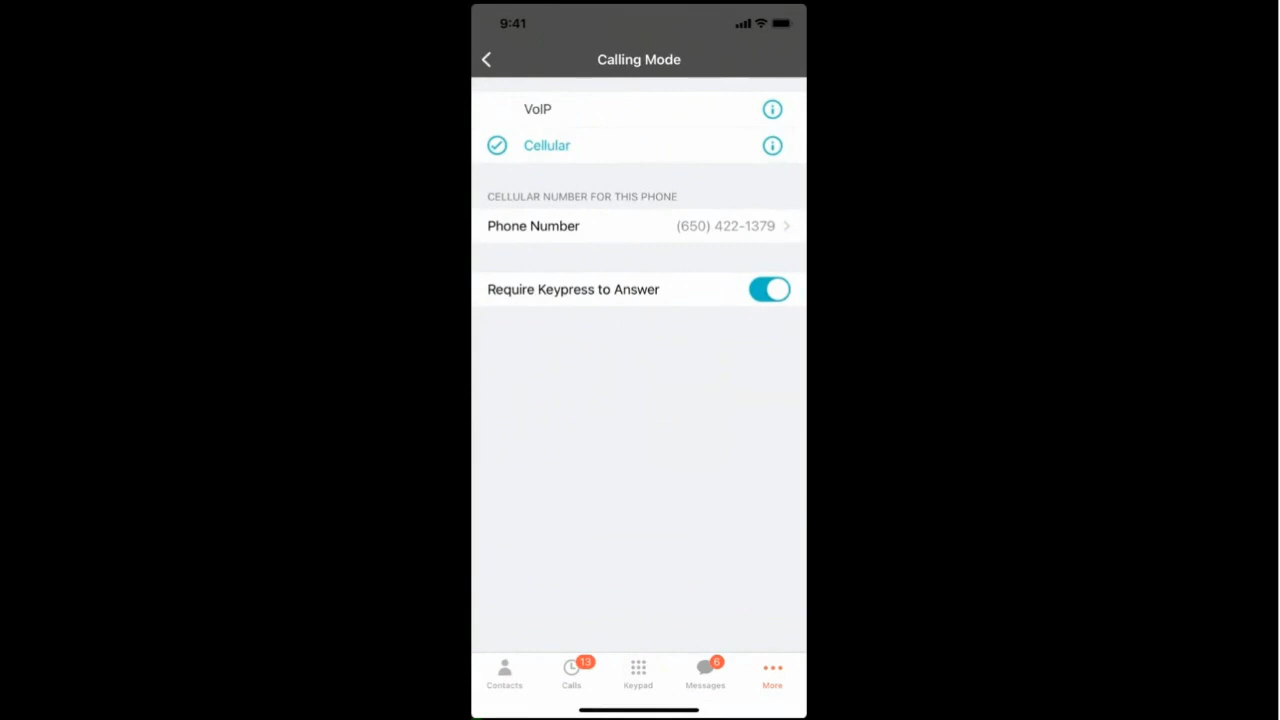 9:41
Calling Mode
VoIP
Cellular
CELLULAR NUMBER FOR THIS PHONE
Phone Number (650) 422-1379
Require Keypress to Answer
13 6
Contacts Calls Keypad Messages More